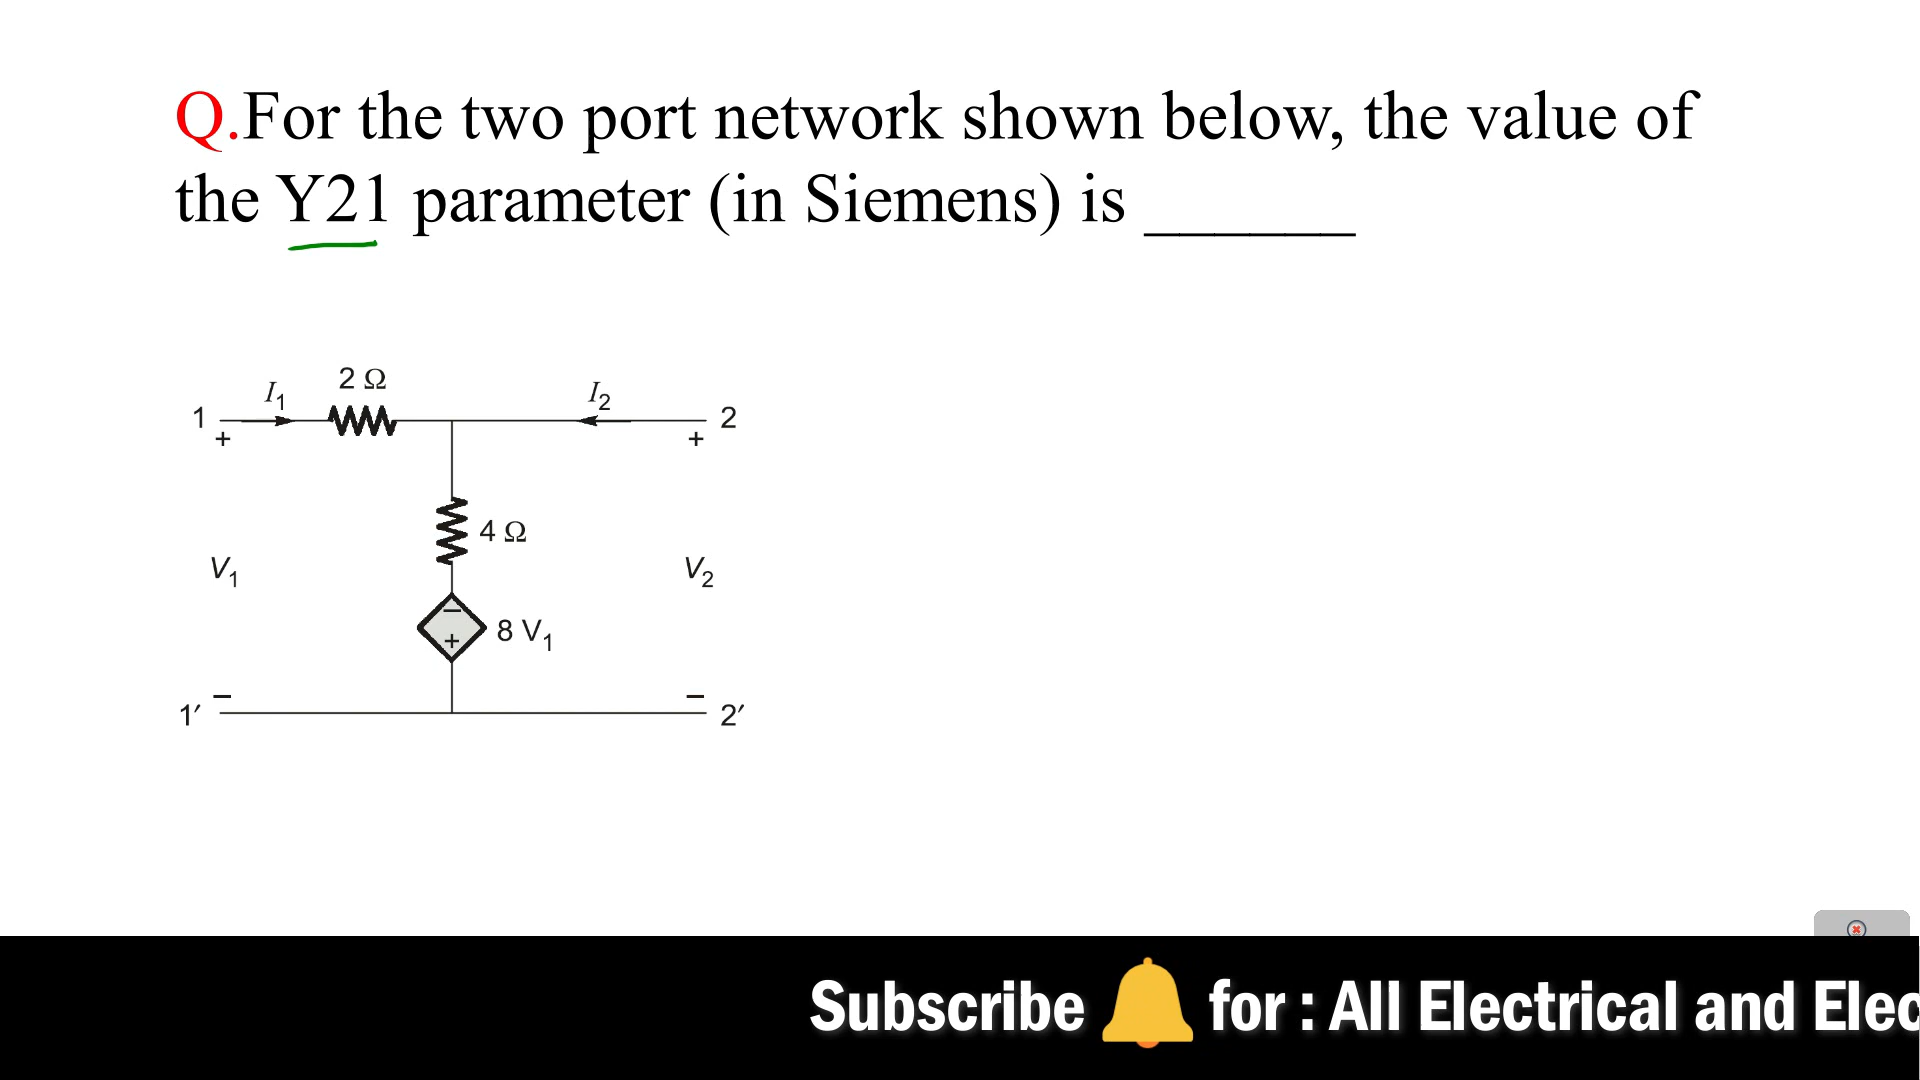 Q.For the two port network shown below, the value of
the Y21 parameter (in Siemens) is ______
2 Ω
I1
I2
1
2
+
+
4 Ω
V1
V2
−
+
8 V1
−
−
1′
2′
Subscribe for : All Electrical and Elec